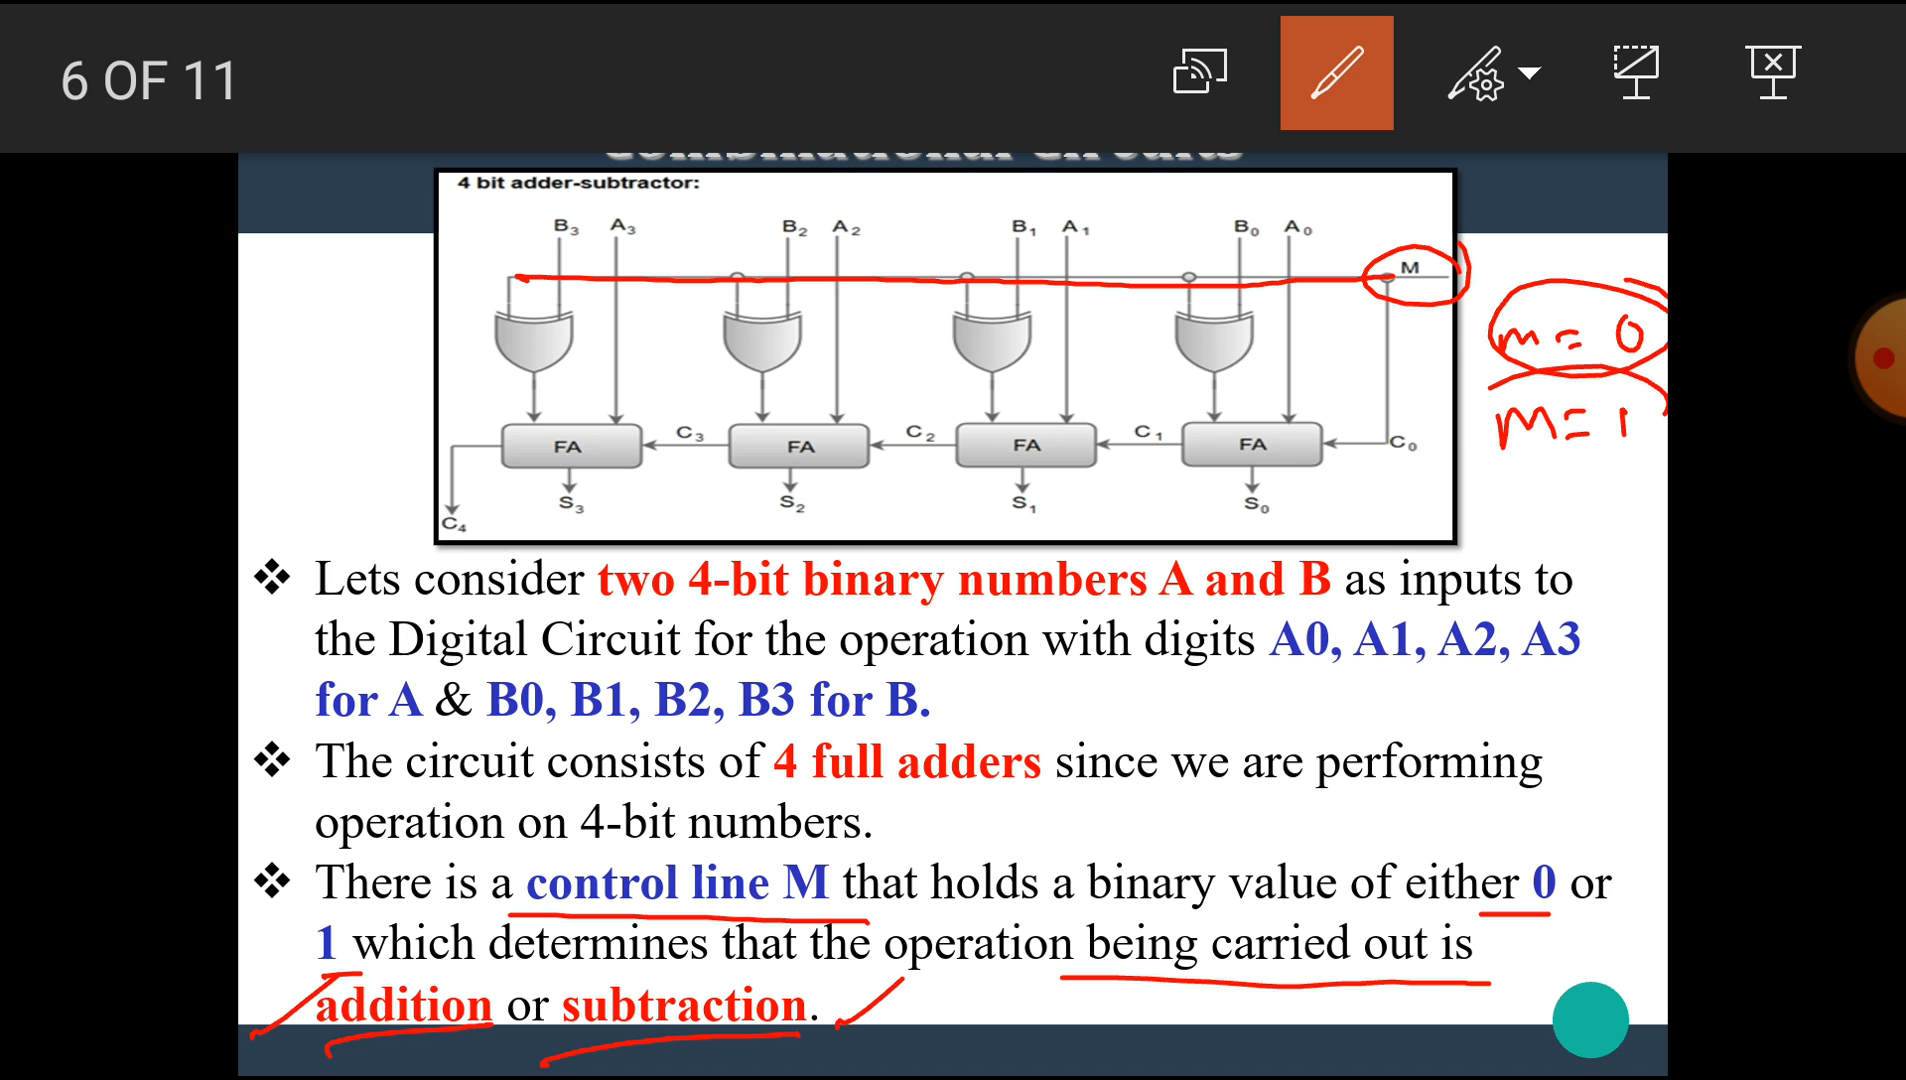 6 OF 11
Combinational Circuits
4 bit adder-subtractor:
B3 A3 B2 A2 B1 A1 B0 A0
M
m = 0
m = 1
FA C3 FA C2 FA C1 FA C0
S3 S2 S1 S0
C4
❖ Lets consider two 4-bit binary numbers A and B as inputs to
the Digital Circuit for the operation with digits A0, A1, A2, A3
for A & B0, B1, B2, B3 for B.
❖ The circuit consists of 4 full adders since we are performing
operation on 4-bit numbers.
❖ There is a control line M that holds a binary value of either 0 or
1 which determines that the operation being carried out is
addition or subtraction.